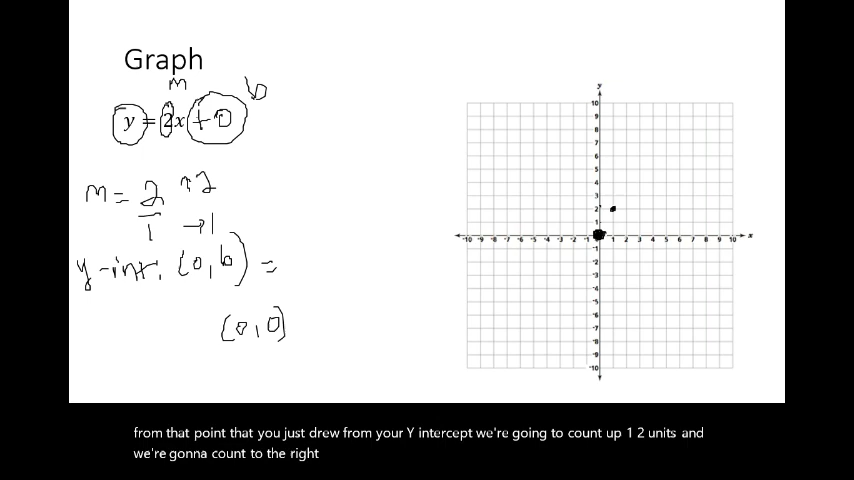 Graph
m b
y = 2x + 0
m = 2/1 ↑2 →1
y-int: (0, b) =
(0, 0)
y
10
9
8
7
6
5
4
3
2
1
-10 -9 -8 -7 -6 -5 -4 -3 -2 -1 1 2 3 4 5 6 7 8 9 10 x
-1
-2
-3
-4
-5
-6
-7
-8
-9
-10
from that point that you just drew from your Y intercept we're going to count up 1 2 units and
we're gonna count to the right